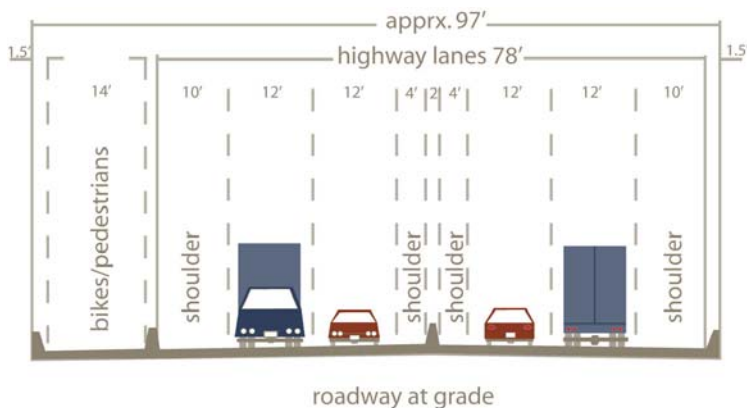 apprx. 97’
1.5’ highway lanes 78’ 1.5
14’ 10’ 12’ 12’ 4’ 2 4’ 12’ 12’ 10’
bikes/pedestrians
shoulder
shoulder
shoulder
shoulder
roadway at grade